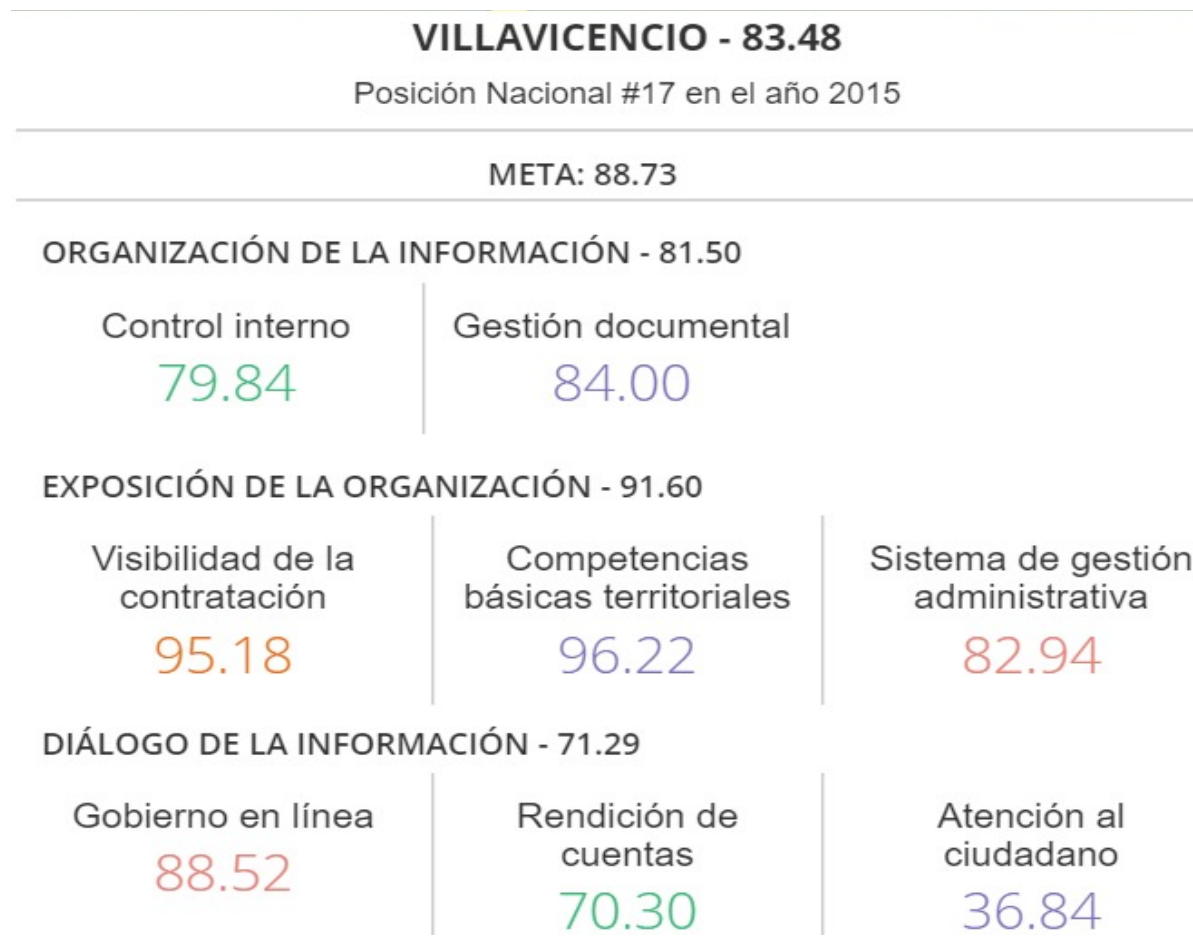 VILLAVICENCIO - 83.48
Posición Nacional #17 en el año 2015
META: 88.73
ORGANIZACIÓN DE LA INFORMACIÓN - 81.50
Control interno
79.84
Gestión documental
84.00
EXPOSICIÓN DE LA ORGANIZACIÓN - 91.60
Visibilidad de la
contratación
95.18
Competencias
básicas territoriales
96.22
Sistema de gestión
administrativa
82.94
DIÁLOGO DE LA INFORMACIÓN - 71.29
Gobierno en línea
88.52
Rendición de
cuentas
70.30
Atención al
ciudadano
36.84